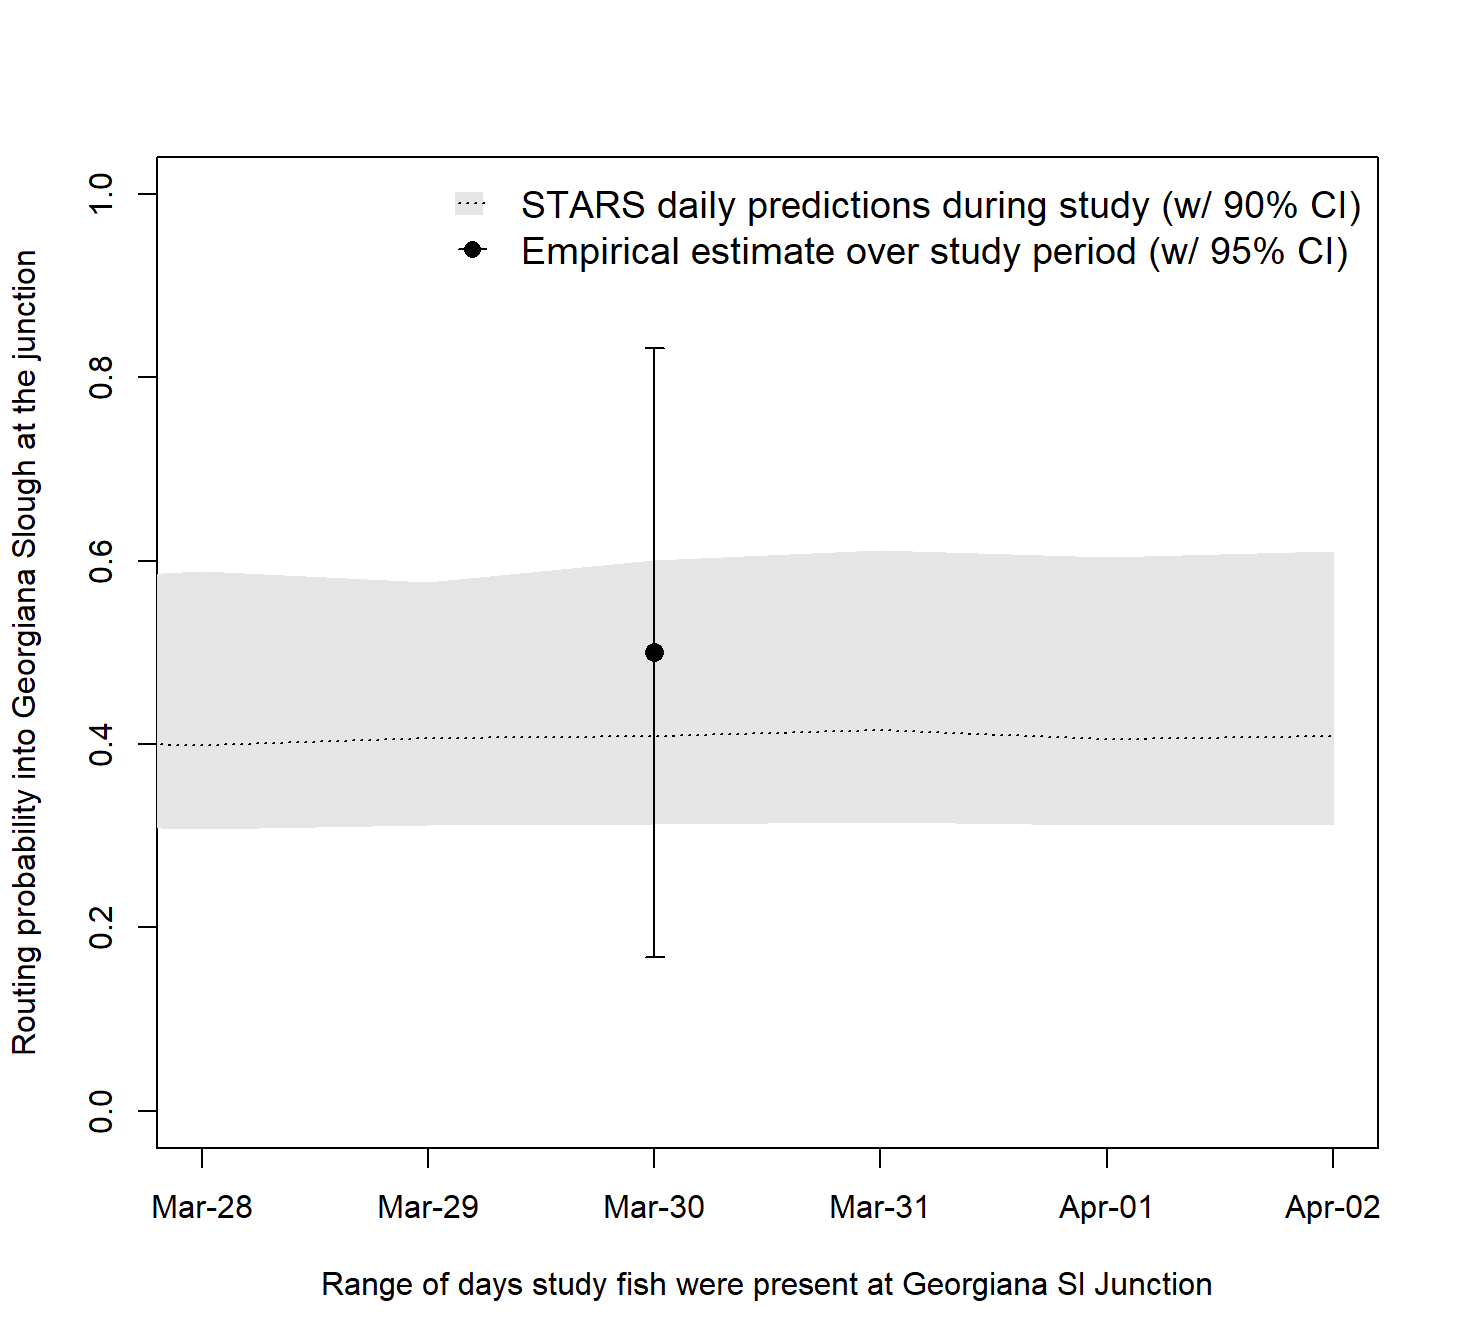 STARS daily predictions during study (w/ 90% CI)
Empirical estimate over study period (w/ 95% CI)
Routing probability into Georgiana Slough at the junction
1.0
0.8
0.6
0.4
0.2
0.0
Mar-28 Mar-29 Mar-30 Mar-31 Apr-01 Apr-02
Range of days study fish were present at Georgiana Sl Junction